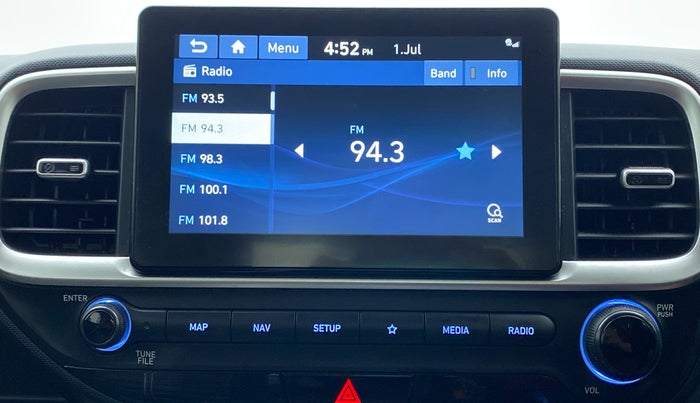 Menu 4:52 PM 1.Jul
Radio Band Info
FM 93.5
FM 94.3
FM 98.3
FM 100.1
FM 101.8
FM
94.3
SCAN
ENTER
TUNE
FILE
MAP NAV SETUP MEDIA RADIO
PWR
PUSH
VOL